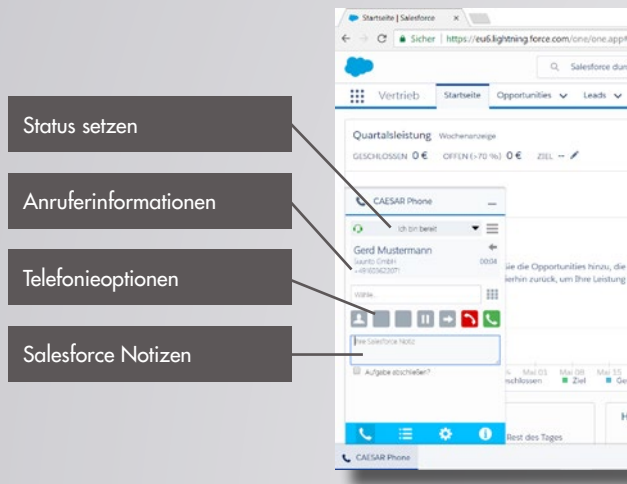 Startseite | Salesforce
Sicher | https://eu6.lightning.force.com/one/one.app#
Salesforce dur
Vertrieb Startseite Opportunities Leads
Status setzen
Quartalsleistung Wochenanzeige
GESCHLOSSEN 0 € OFFEN (>70 %) 0 € ZIEL --
Anruferinformationen
CAESAR Phone
Ich bin bereit
Gerd Mustermann
Suunto GmbH 00:04
Telefonieoptionen
Sie die Opportunities hinzu, die
hierhin zurück, um Ihre Leistung
Wähle...
Salesforce Notizen
Ihre Salesforce Notiz
Aufgabe abschließen?
Mai 01 Mai 08 Mai 15
Ziel Ge
H
Rest des Tages
CAESAR Phone